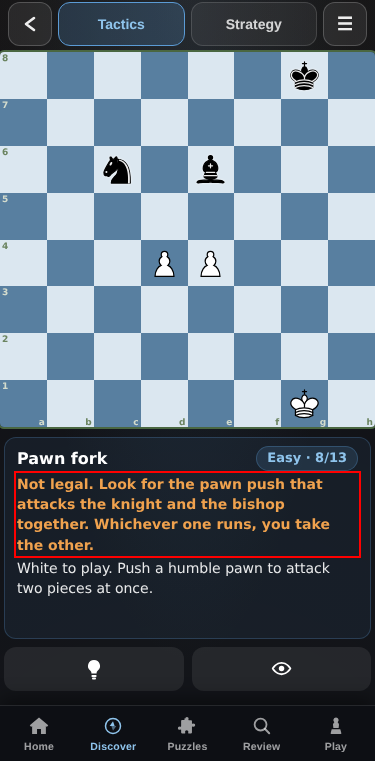 Tactics
Strategy
8
7
6
5
4
3
2
1
a
b
c
d
e
f
g
h
Pawn fork
Easy · 8/13
Not legal. Look for the pawn push that
attacks the knight and the bishop
together. Whichever one runs, you take
the other.
White to play. Push a humble pawn to attack
two pieces at once.
Home
Discover
Puzzles
Review
Play